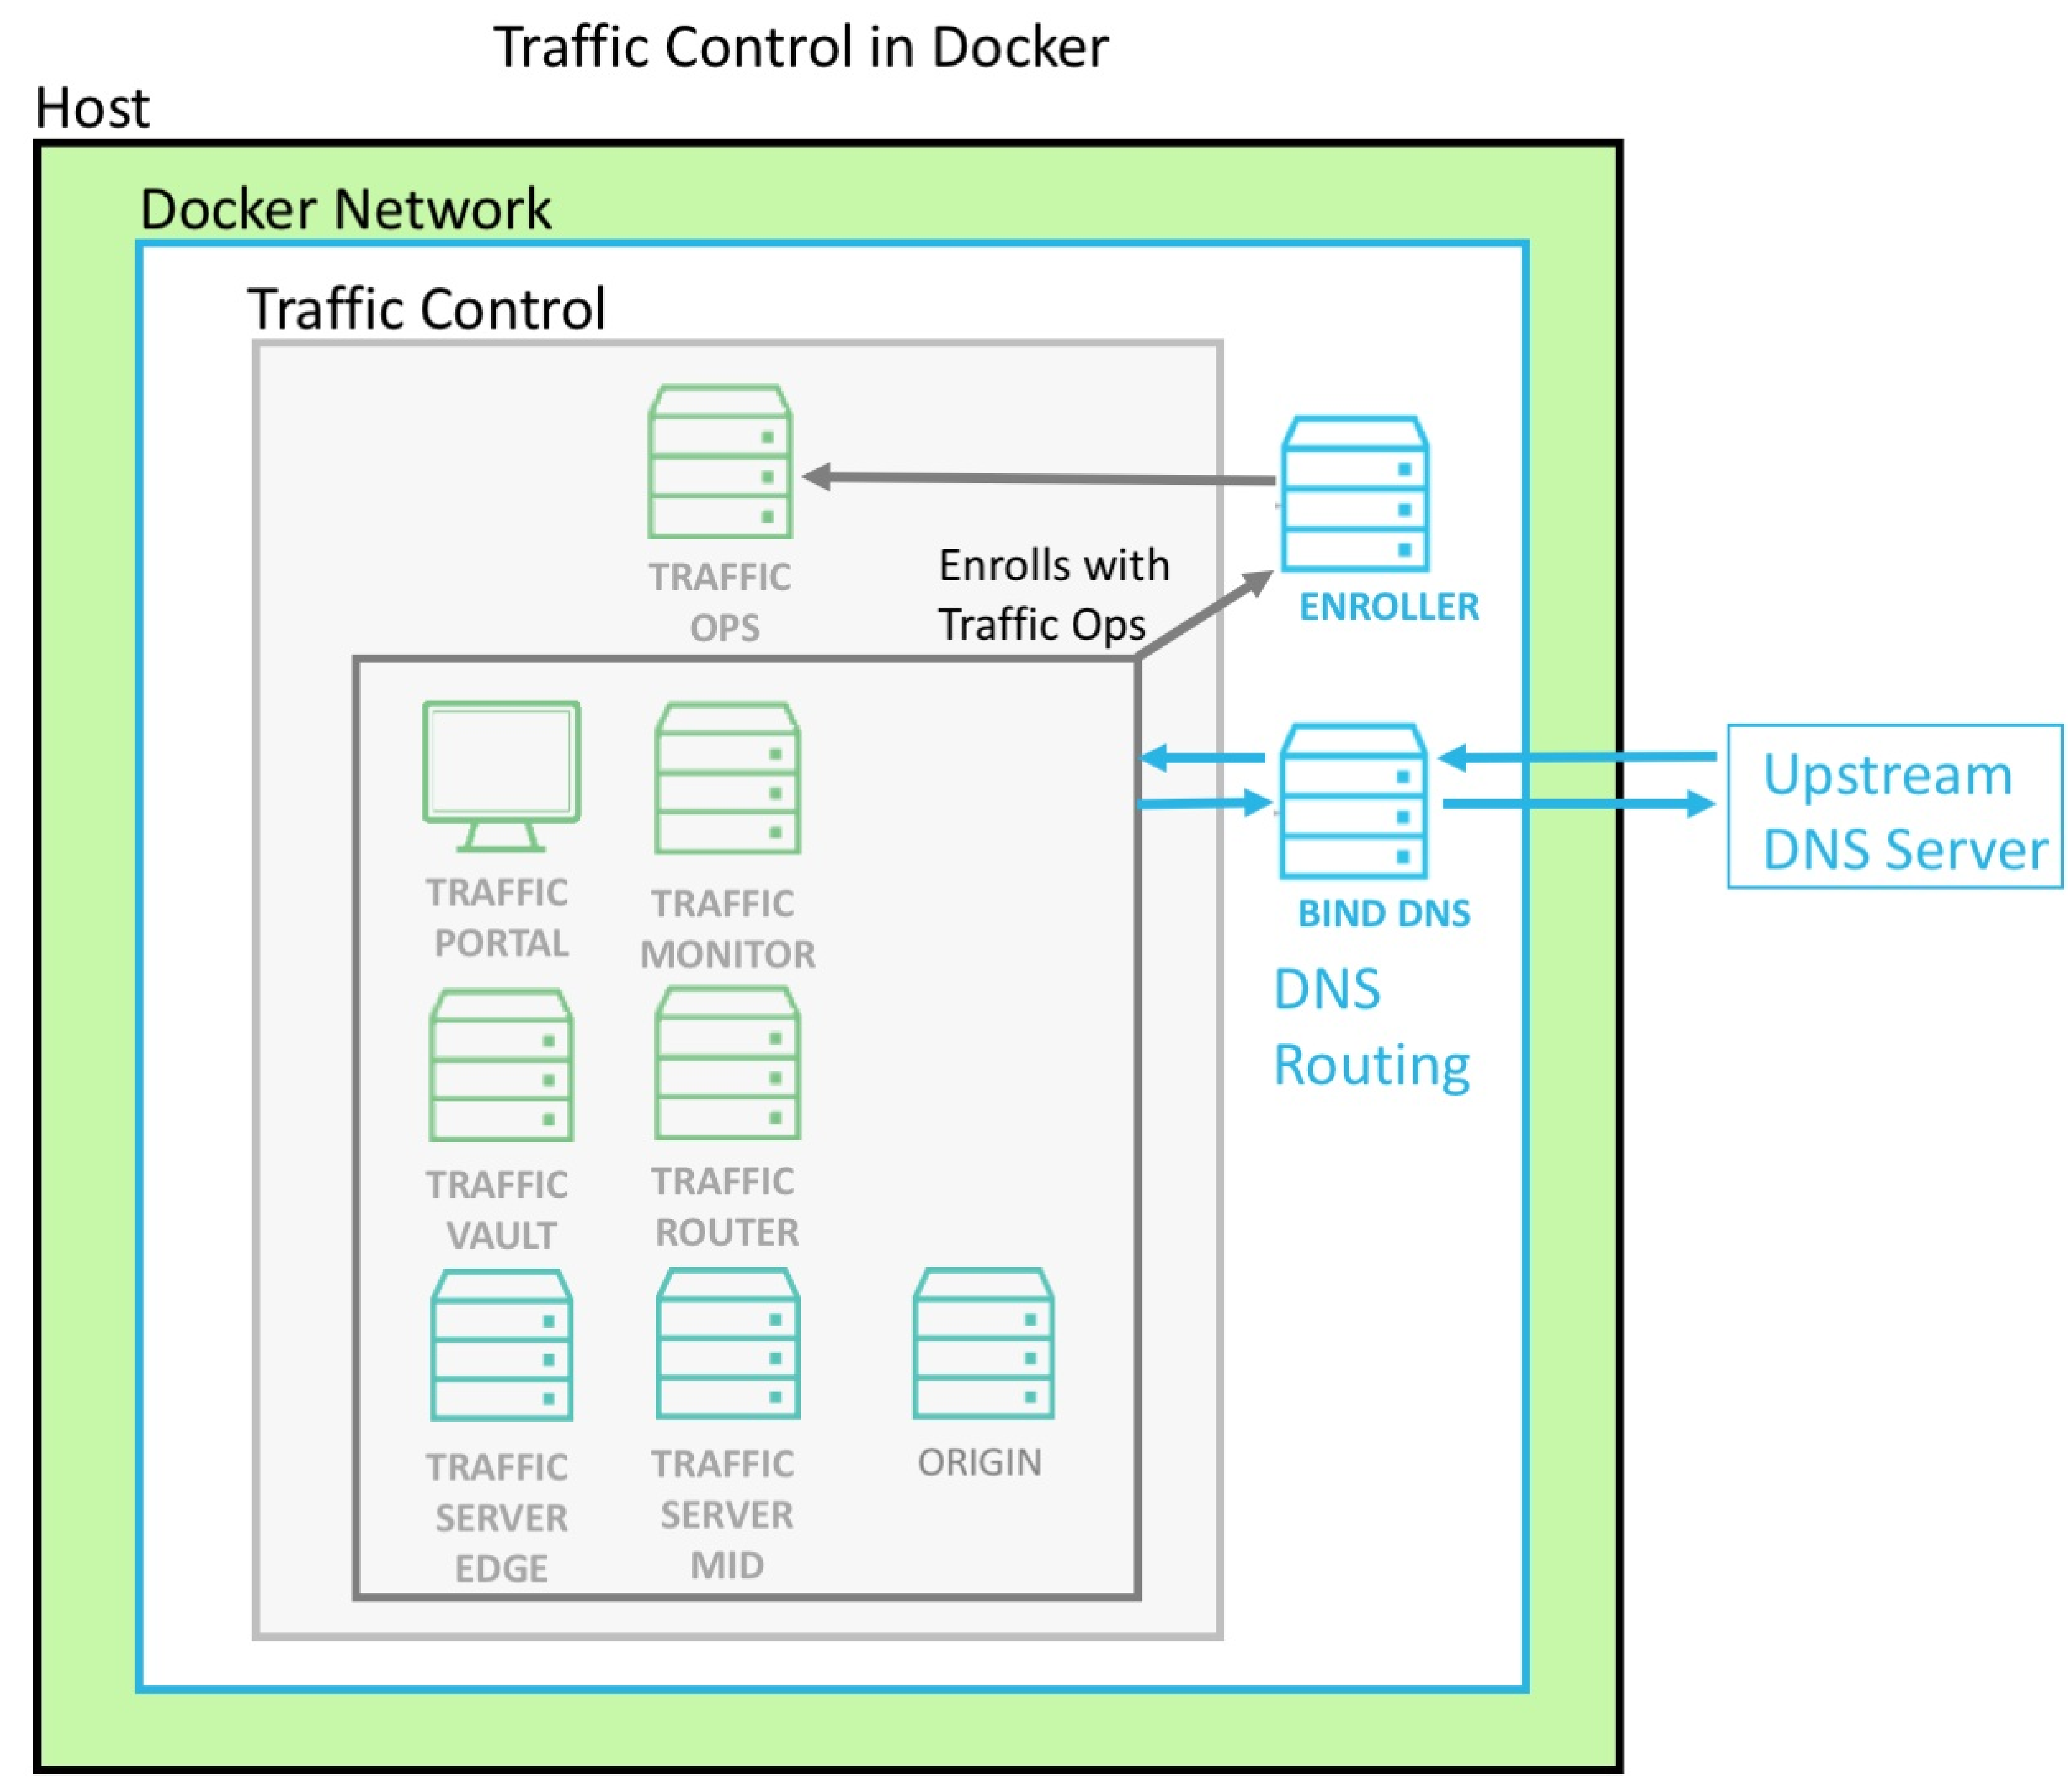 Traffic Control in Docker
Host
Docker Network
Traffic Control
TRAFFIC
OPS
Enrolls with
Traffic Ops
ENROLLER
TRAFFIC
PORTAL
TRAFFIC
MONITOR
BIND DNS
DNS
Routing
Upstream
DNS Server
TRAFFIC
VAULT
TRAFFIC
ROUTER
TRAFFIC
SERVER
EDGE
TRAFFIC
SERVER
MID
ORIGIN